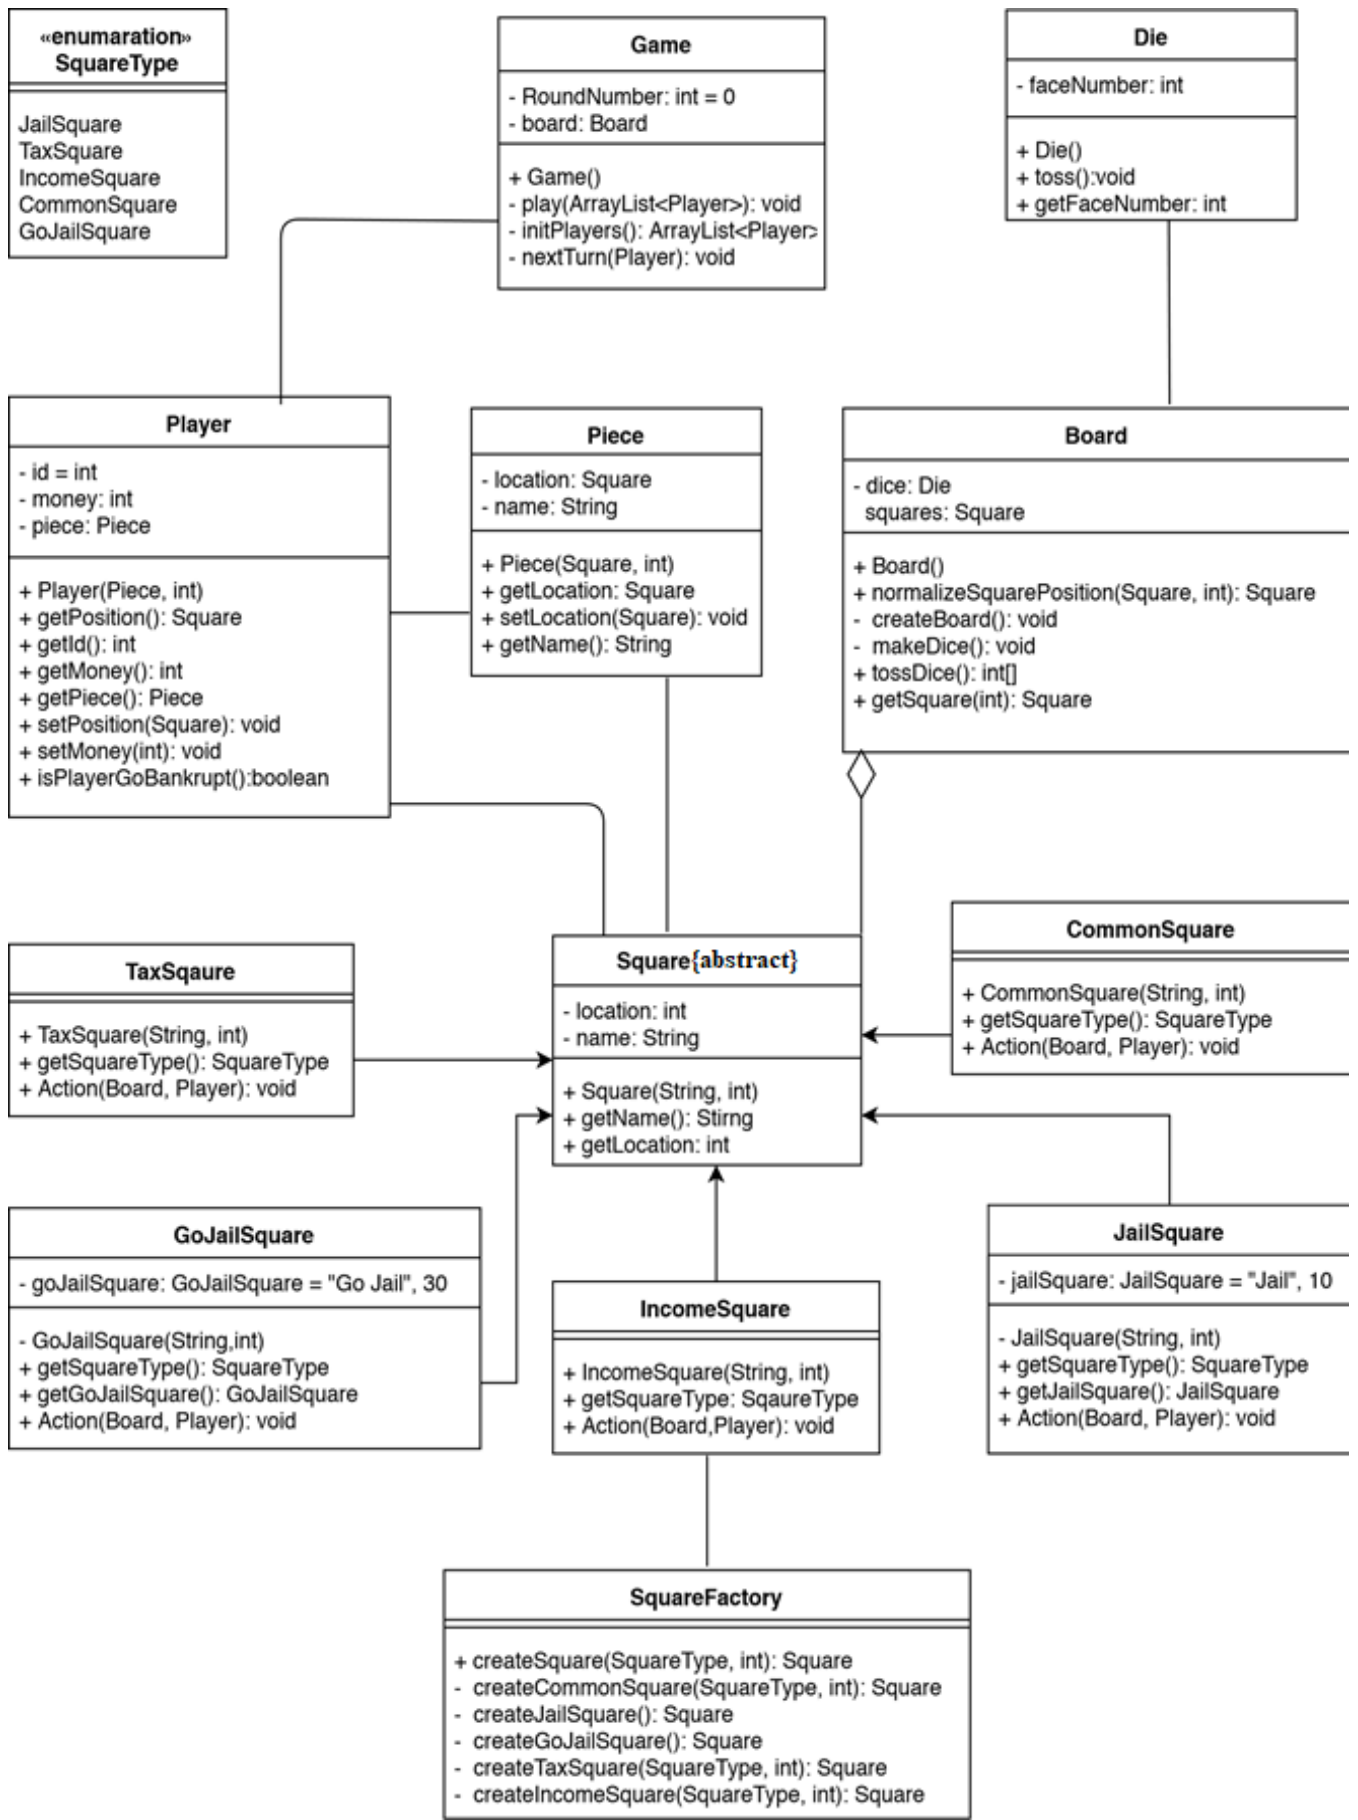 «enumaration»
SquareType
JailSquare
TaxSquare
IncomeSquare
CommonSquare
GoJailSquare
Game
- RoundNumber: int = 0
- board: Board
+ Game()
- play(ArrayList<Player>): void
- initPlayers(): ArrayList<Player>
- nextTurn(Player): void
Die
- faceNumber: int
+ Die()
+ toss():void
+ getFaceNumber: int
Player
- id = int
- money: int
- piece: Piece
+ Player(Piece, int)
+ getPosition(): Square
+ getId(): int
+ getMoney(): int
+ getPiece(): Piece
+ setPosition(Square): void
+ setMoney(int): void
+ isPlayerGoBankrupt():boolean
Piece
- location: Square
- name: String
+ Piece(Square, int)
+ getLocation: Square
+ setLocation(Square): void
+ getName(): String
Board
- dice: Die
squares: Square
+ Board()
+ normalizeSquarePosition(Square, int): Square
- createBoard(): void
- makeDice(): void
+ tossDice(): int[]
+ getSquare(int): Square
TaxSqaure
+ TaxSquare(String, int)
+ getSquareType(): SquareType
+ Action(Board, Player): void
Square{abstract}
- location: int
- name: String
+ Square(String, int)
+ getName(): Stirng
+ getLocation: int
CommonSquare
+ CommonSquare(String, int)
+ getSquareType(): SquareType
+ Action(Board, Player): void
GoJailSquare
- goJailSquare: GoJailSquare = "Go Jail", 30
- GoJailSquare(String,int)
+ getSquareType(): SquareType
+ getGoJailSquare(): GoJailSquare
+ Action(Board, Player): void
IncomeSquare
+ IncomeSquare(String, int)
+ getSquareType: SqaureType
+ Action(Board,Player): void
JailSquare
- jailSquare: JailSquare = "Jail", 10
- JailSquare(String, int)
+ getSquareType(): SquareType
+ getJailSquare(): JailSquare
+ Action(Board, Player): void
SquareFactory
+ createSquare(SquareType, int): Square
- createCommonSquare(SquareType, int): Square
- createJailSquare(): Square
- createGoJailSquare(): Square
- createTaxSquare(SquareType, int): Square
- createIncomeSquare(SquareType, int): Square